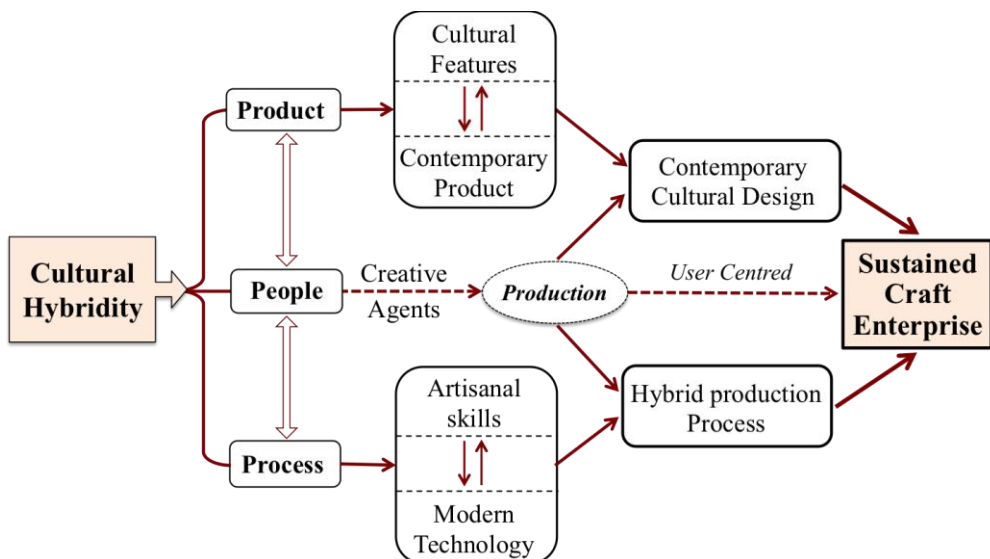 Cultural
Features
Product
Contemporary
Product
Contemporary
Cultural Design
Cultural
Hybridity
People
Creative
Agents
Production
User Centred
Sustained
Craft
Enterprise
Artisanal
skills
Hybrid production
Process
Process
Modern
Technology